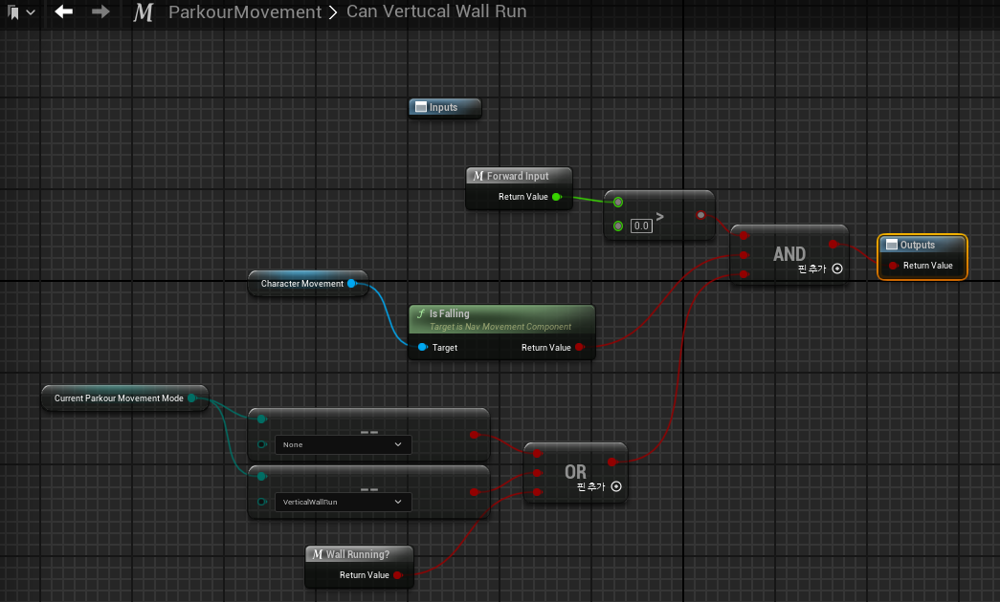 M ParkourMovement > Can Vertucal Wall Run
Inputs
M Forward Input
Return Value
0.0
>
AND
핀 추가
Outputs
Return Value
Character Movement
f Is Falling
Target is Nav Movement Component
Target
Return Value
Current Parkour Movement Mode
==
None
==
VerticalWallRun
OR
핀 추가
M Wall Running?
Return Value